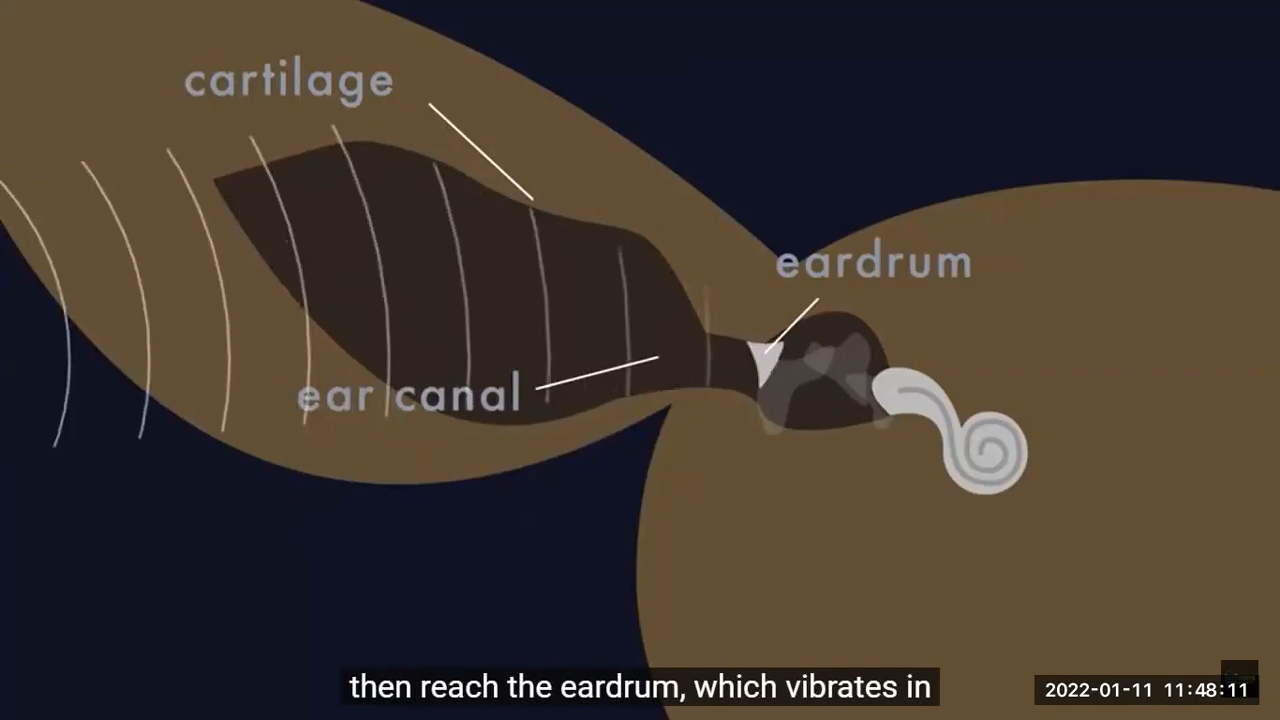 cartilage
eardrum
ear canal
then reach the eardrum, which vibrates in
2022-01-11 11:48:11